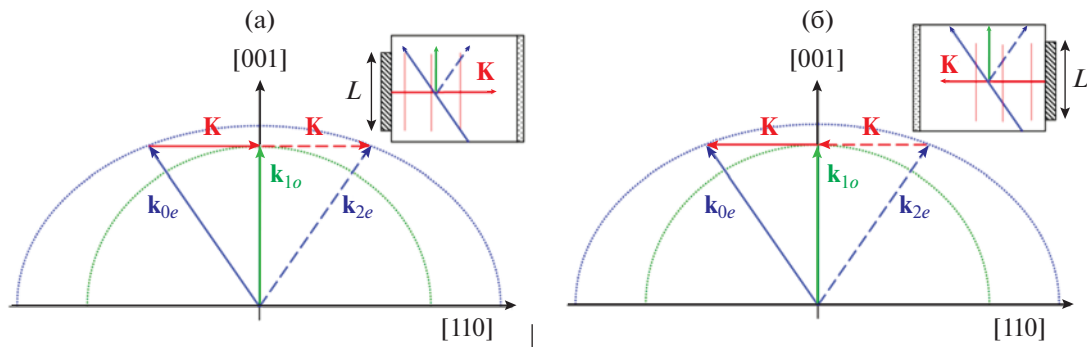 (a)
(б)
[001]
[001]
K
L
K
L
K K
K K
k1o
k1o
k0e k2e
k0e k2e
[110]
[110]